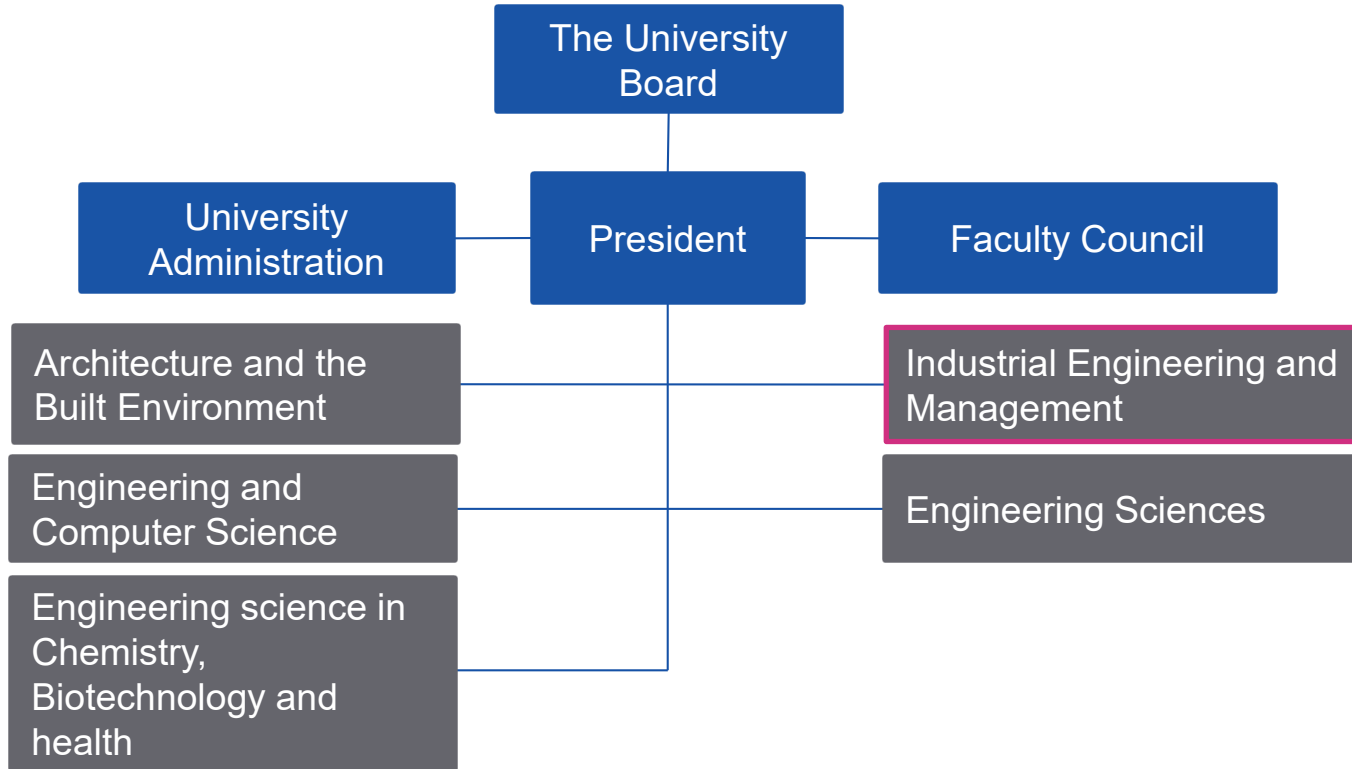 The University
Board
University
Administration
President
Faculty Council
Architecture and the
Built Environment
Industrial Engineering and
Management
Engineering and
Computer Science
Engineering Sciences
Engineering science in
Chemistry,
Biotechnology and
health